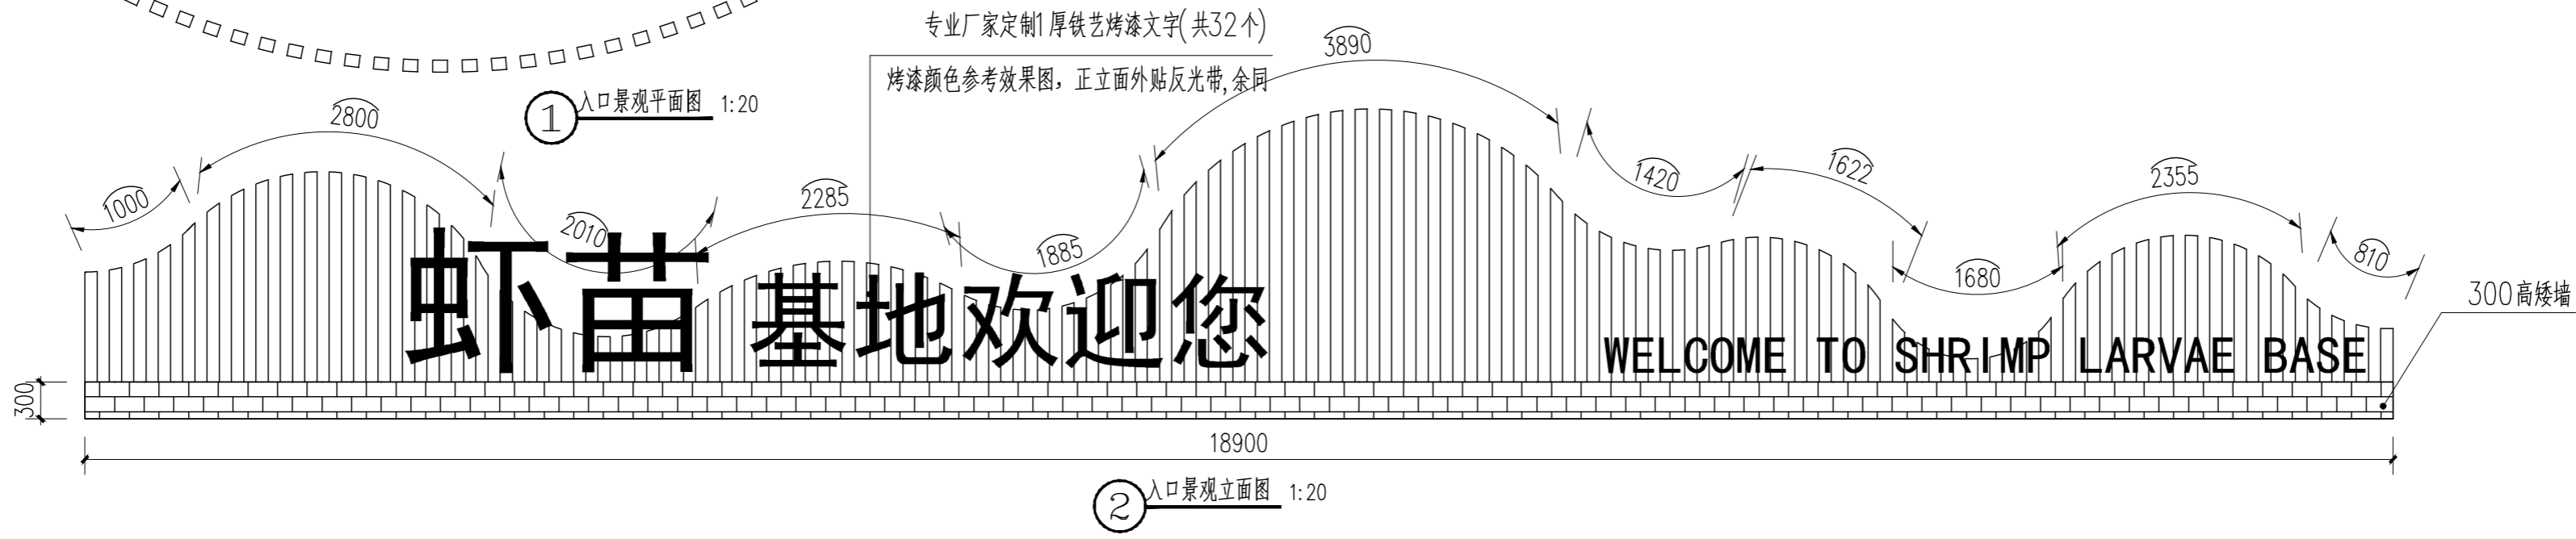 专业厂家定制1厚铁艺烤漆文字(共32个)
烤漆颜色参考效果图，正立面外贴反光带,余同
1 入口景观平面图 1:20
1000
2800
2010
2285
1885
3890
1420
1622
1680
2355
810
300高矮墙
虾苗基地欢迎您
WELCOME TO SHRIMP LARVAE BASE
300
18900
2 入口景观立面图 1:20